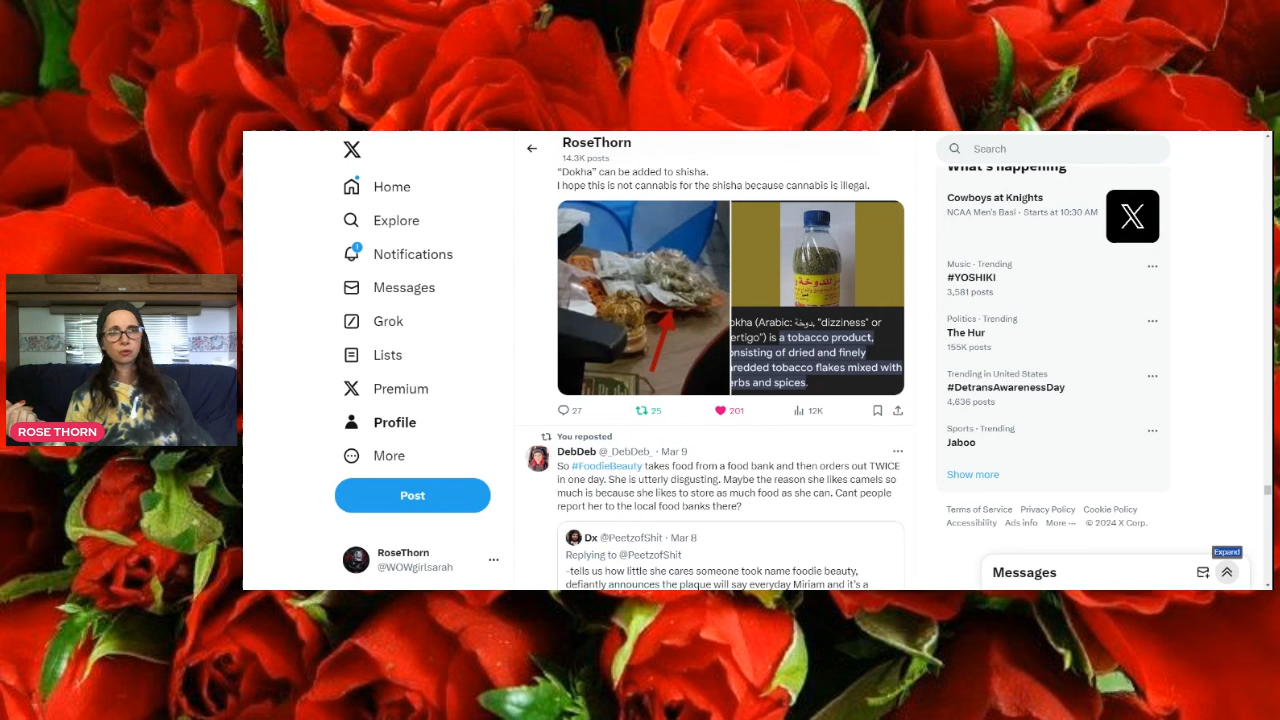 RoseThorn
14.3K posts
"Dokha" can be added to shisha.
I hope this is not cannabis for the shisha because cannabis is illegal.
okha (Arabic: دوخة, "dizziness" or
ertigo") is a tobacco product,
onsisting of dried and finely
hredded tobacco flakes mixed with
erbs and spices.
27
25
201
12K
You reposted
DebDeb @_DebDeb_ · Mar 9
So #FoodieBeauty takes food from a food bank and then orders out TWICE
in one day. She is utterly disgusting. Maybe the reason she likes camels so
much is because she likes to store as much food as she can. Cant people
report her to the local food banks there?
Dx @PeetzofShit · Mar 8
Replying to @PeetzofShit
-tells us how little she cares someone took name foodie beauty,
defiantly announces the plaque will say everyday Miriam and it's a
Home
Explore
1
Notifications
Messages
Grok
Lists
Premium
Profile
More
Post
RoseThorn
@WOWgirlsarah
Search
What's happening
Cowboys at Knights
NCAA Men's Basl · Starts at 10:30 AM
Music · Trending
#YOSHIKI
3,581 posts
Politics · Trending
The Hur
155K posts
Trending in United States
#DetransAwarenessDay
4,636 posts
Sports · Trending
Jaboo
Show more
Terms of Service Privacy Policy Cookie Policy
Accessibility Ads info More ··· © 2024 X Corp.
Expand
Messages
ROSE THORN